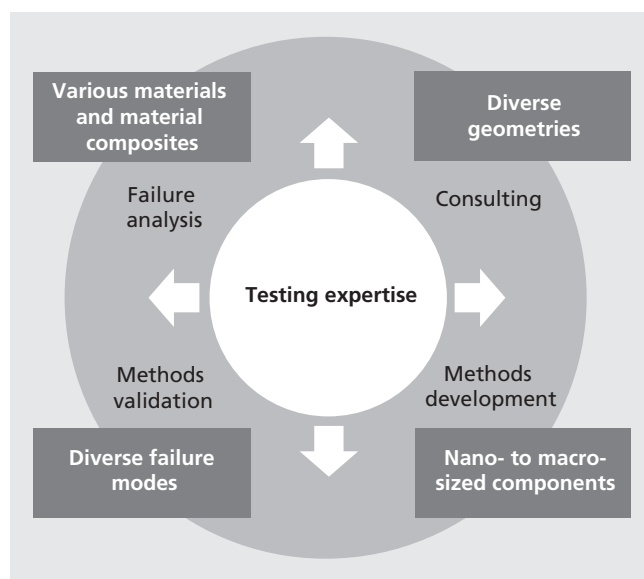 Various materials
and material
composites
Diverse
geometries
Failure
analysis
Consulting
Testing expertise
Methods
validation
Methods
development
Diverse failure
modes
Nano- to macro-
sized components